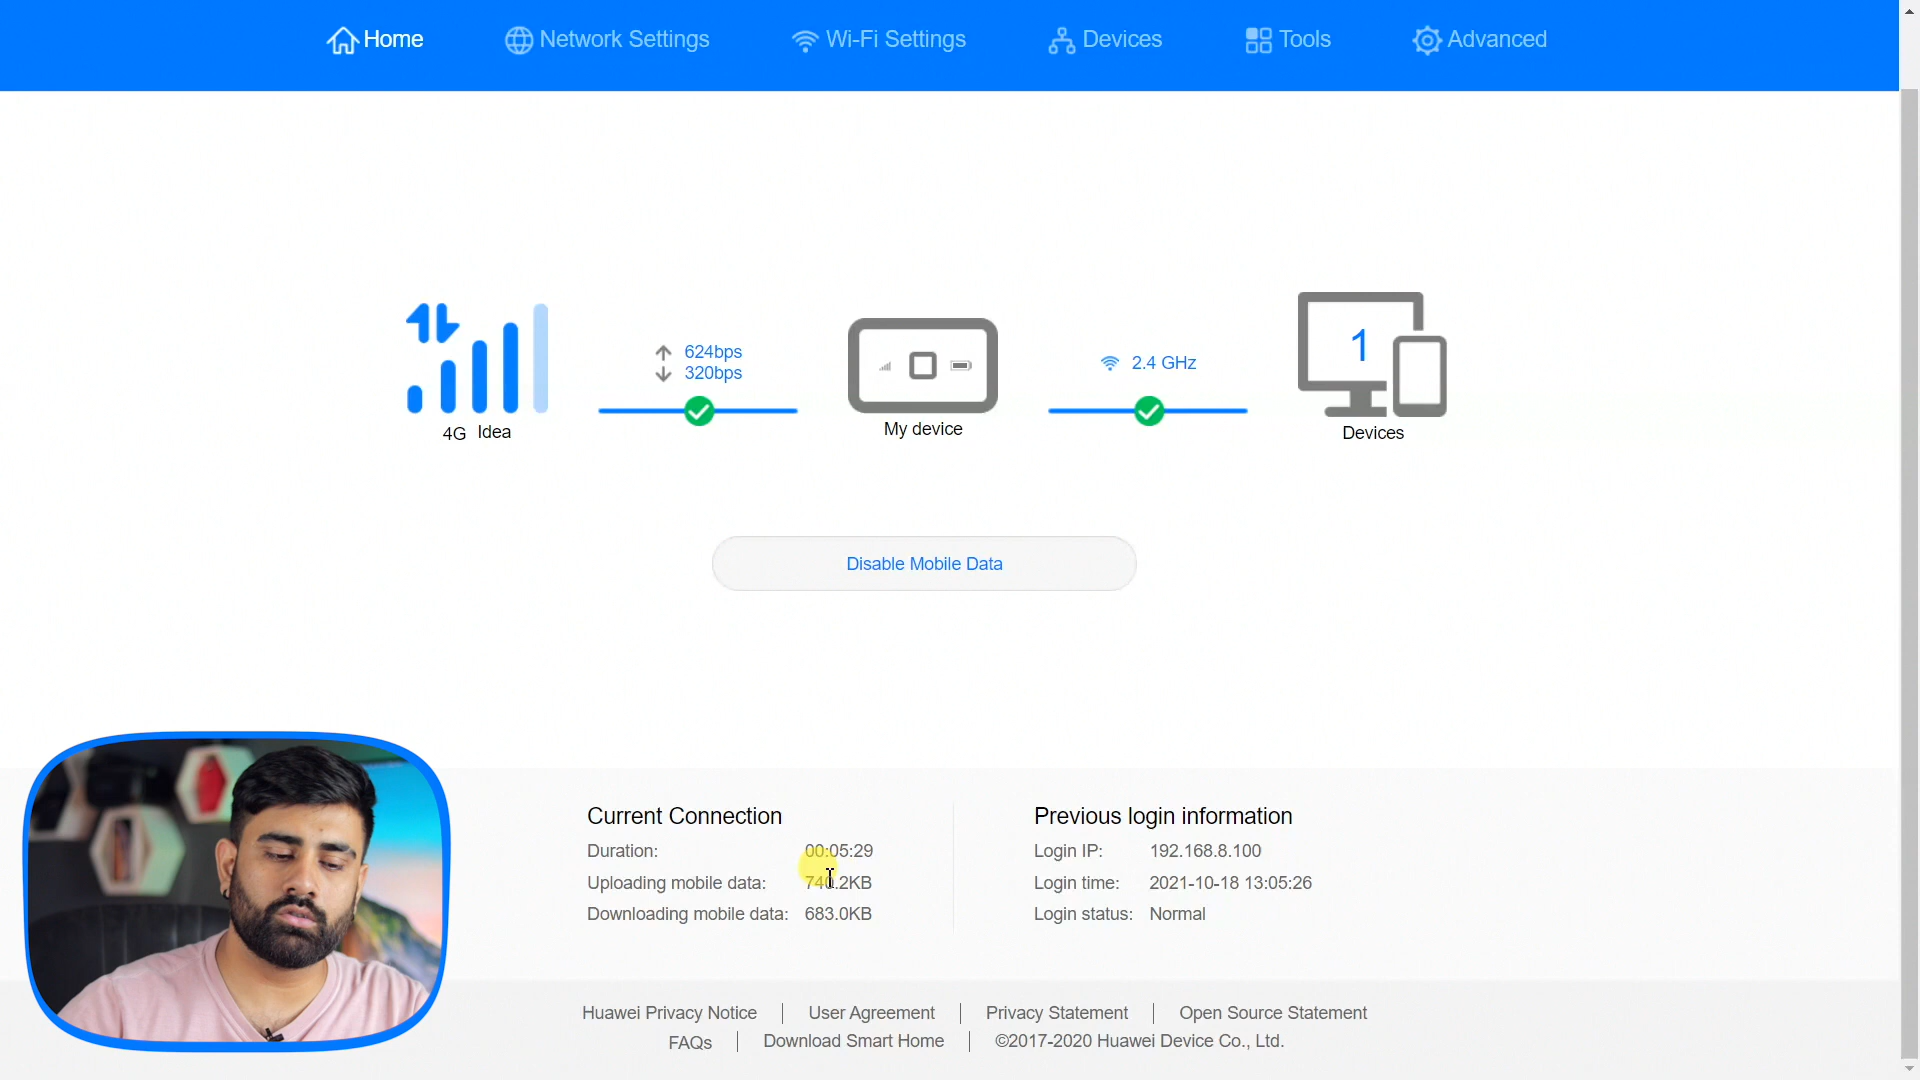 Home Network Settings Wi-Fi Settings Devices Tools Advanced
624bps
320bps
2.4 GHz
1
4G Idea
My device
Devices
Disable Mobile Data
Current Connection
Duration: 00:05:29
Uploading mobile data: 740.2KB
Downloading mobile data: 683.0KB
Previous login information
Login IP: 192.168.8.100
Login time: 2021-10-18 13:05:26
Login status: Normal
Huawei Privacy Notice | User Agreement | Privacy Statement | Open Source Statement
FAQs | Download Smart Home | ©2017-2020 Huawei Device Co., Ltd.